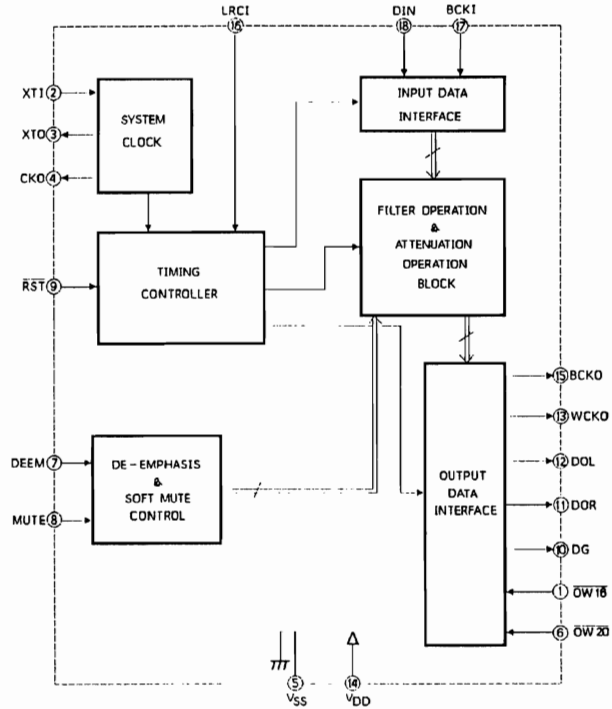 LRCI DIN BCKI
16 18 17
XTI 2
XTO 3
CKO 4
SYSTEM
CLOCK
INPUT DATA
INTERFACE
FILTER OPERATION
&
ATTENUATION
OPERATION
BLOCK
RST 9
TIMING
CONTROLLER
DEEM 7
MUTE 8
DE-EMPHASIS
&
SOFT MUTE
CONTROL
OUTPUT
DATA
INTERFACE
15 BCKO
13 WCKO
12 DOL
11 DOR
10 DG
1 OW16
6 OW20
5 14
VSS VDD